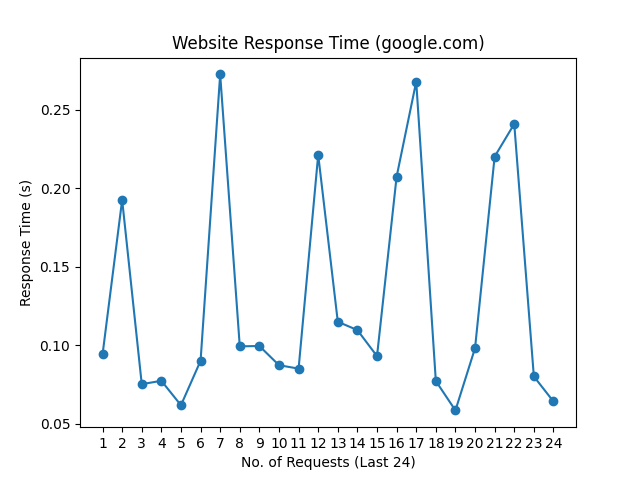 Website Response Time (google.com)
0.25
0.20
0.15
0.10
0.05
Response Time (s)
1 2 3 4 5 6 7 8 9 10 11 12 13 14 15 16 17 18 19 20 21 22 23 24
No. of Requests (Last 24)